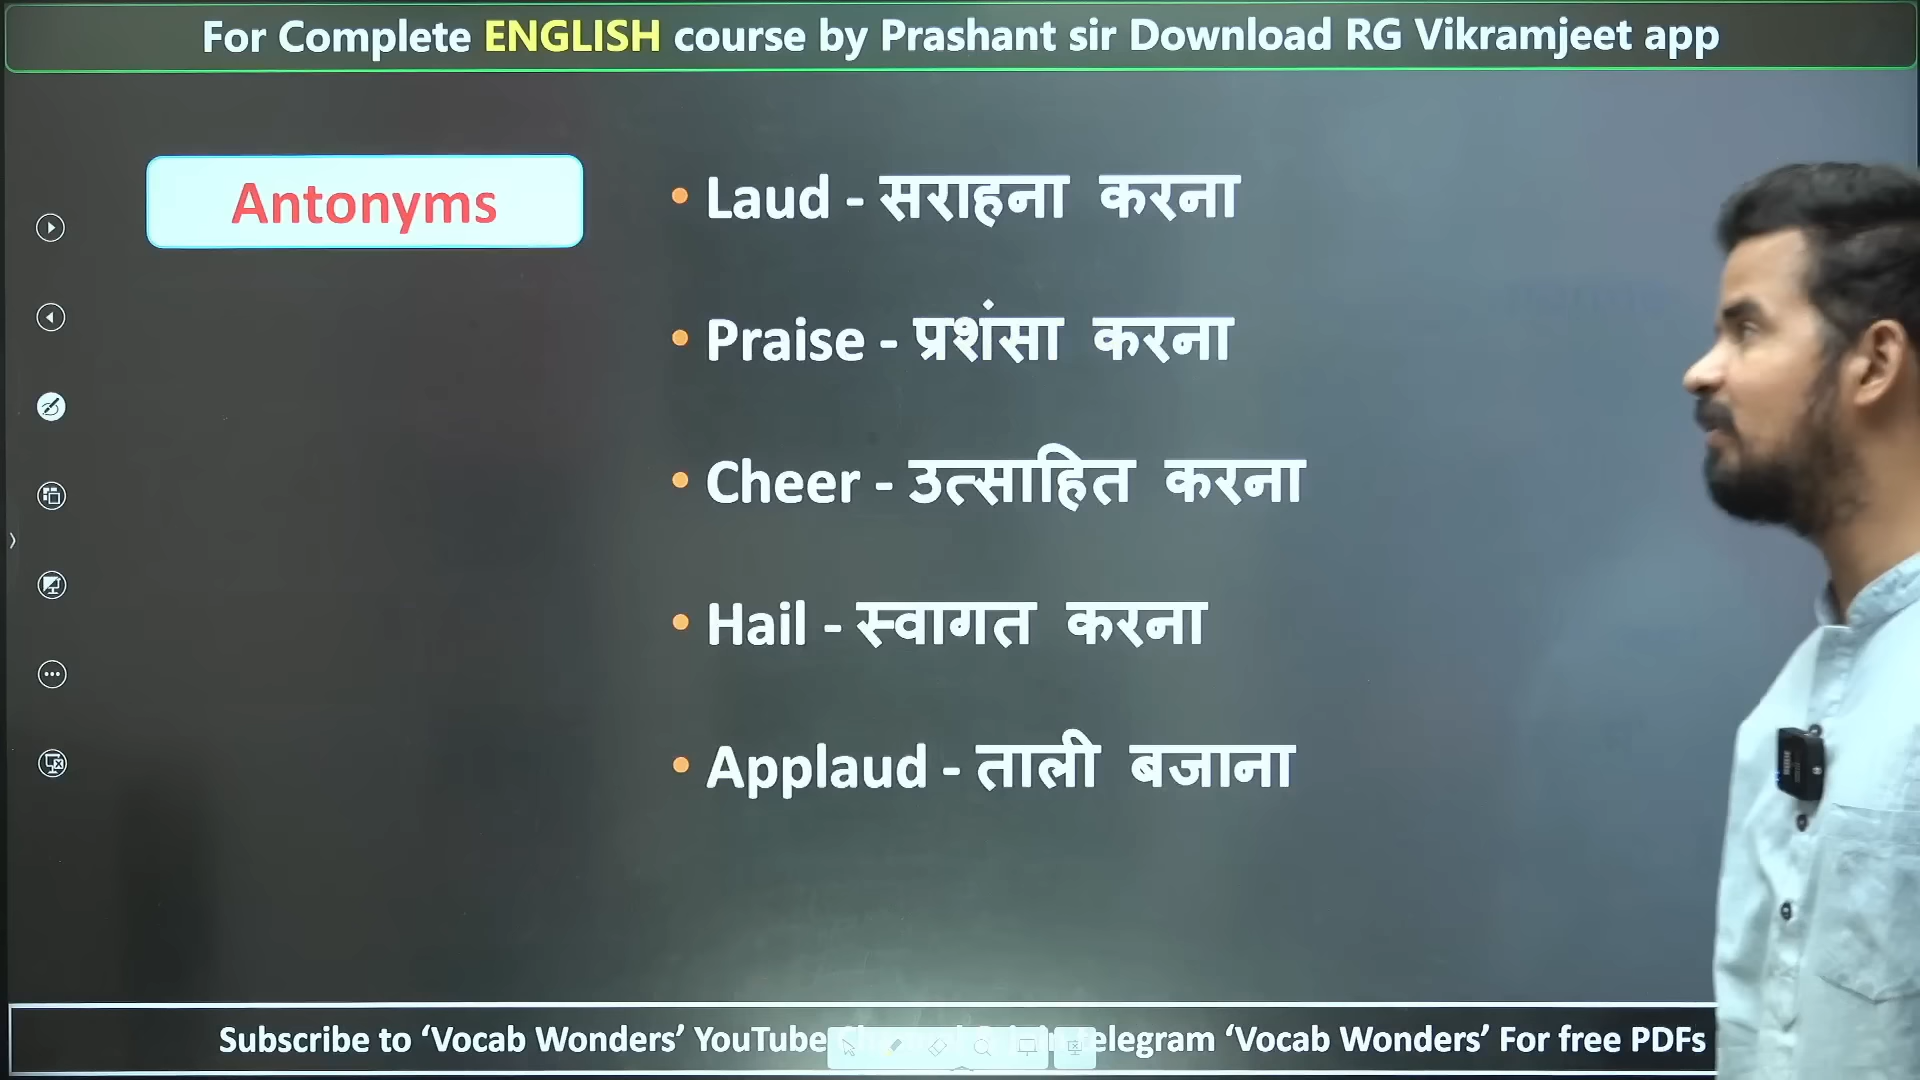 For Complete ENGLISH course by Prashant sir Download RG Vikramjeet app
Antonyms
• Laud - सराहना करना
• Praise - प्रशंसा करना
• Cheer - उत्साहित करना
• Hail - स्वागत करना
• Applaud - ताली बजाना
Subscribe to ‘Vocab Wonders’ YouTube telegram ‘Vocab Wonders’ For free PDFs